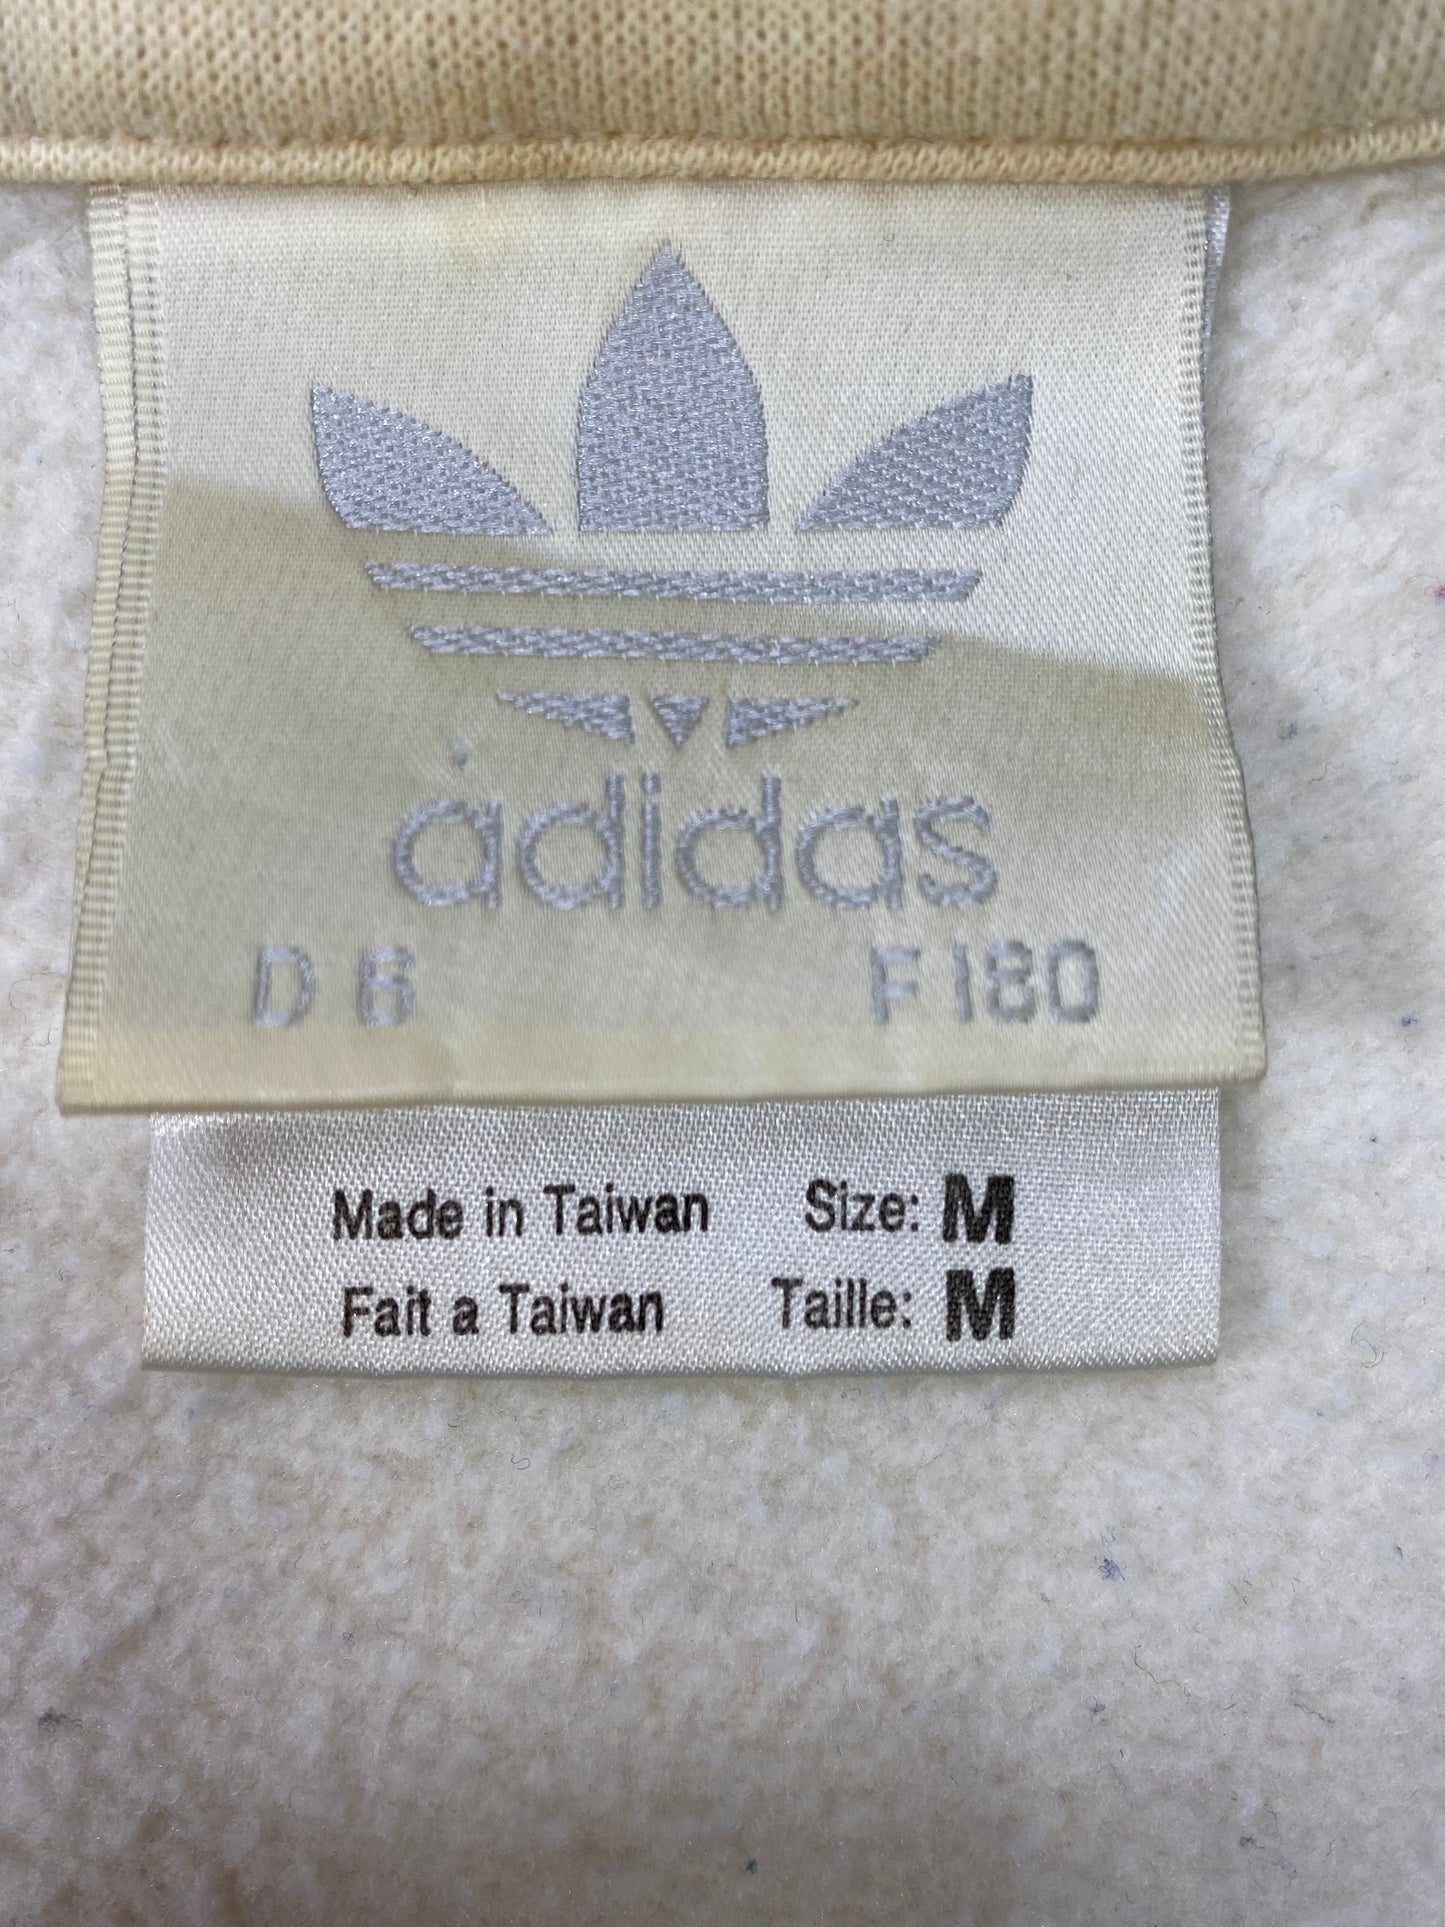 adidas
D 6 F 180
Made in Taiwan Size: M
Fait a Taiwan Taille: M